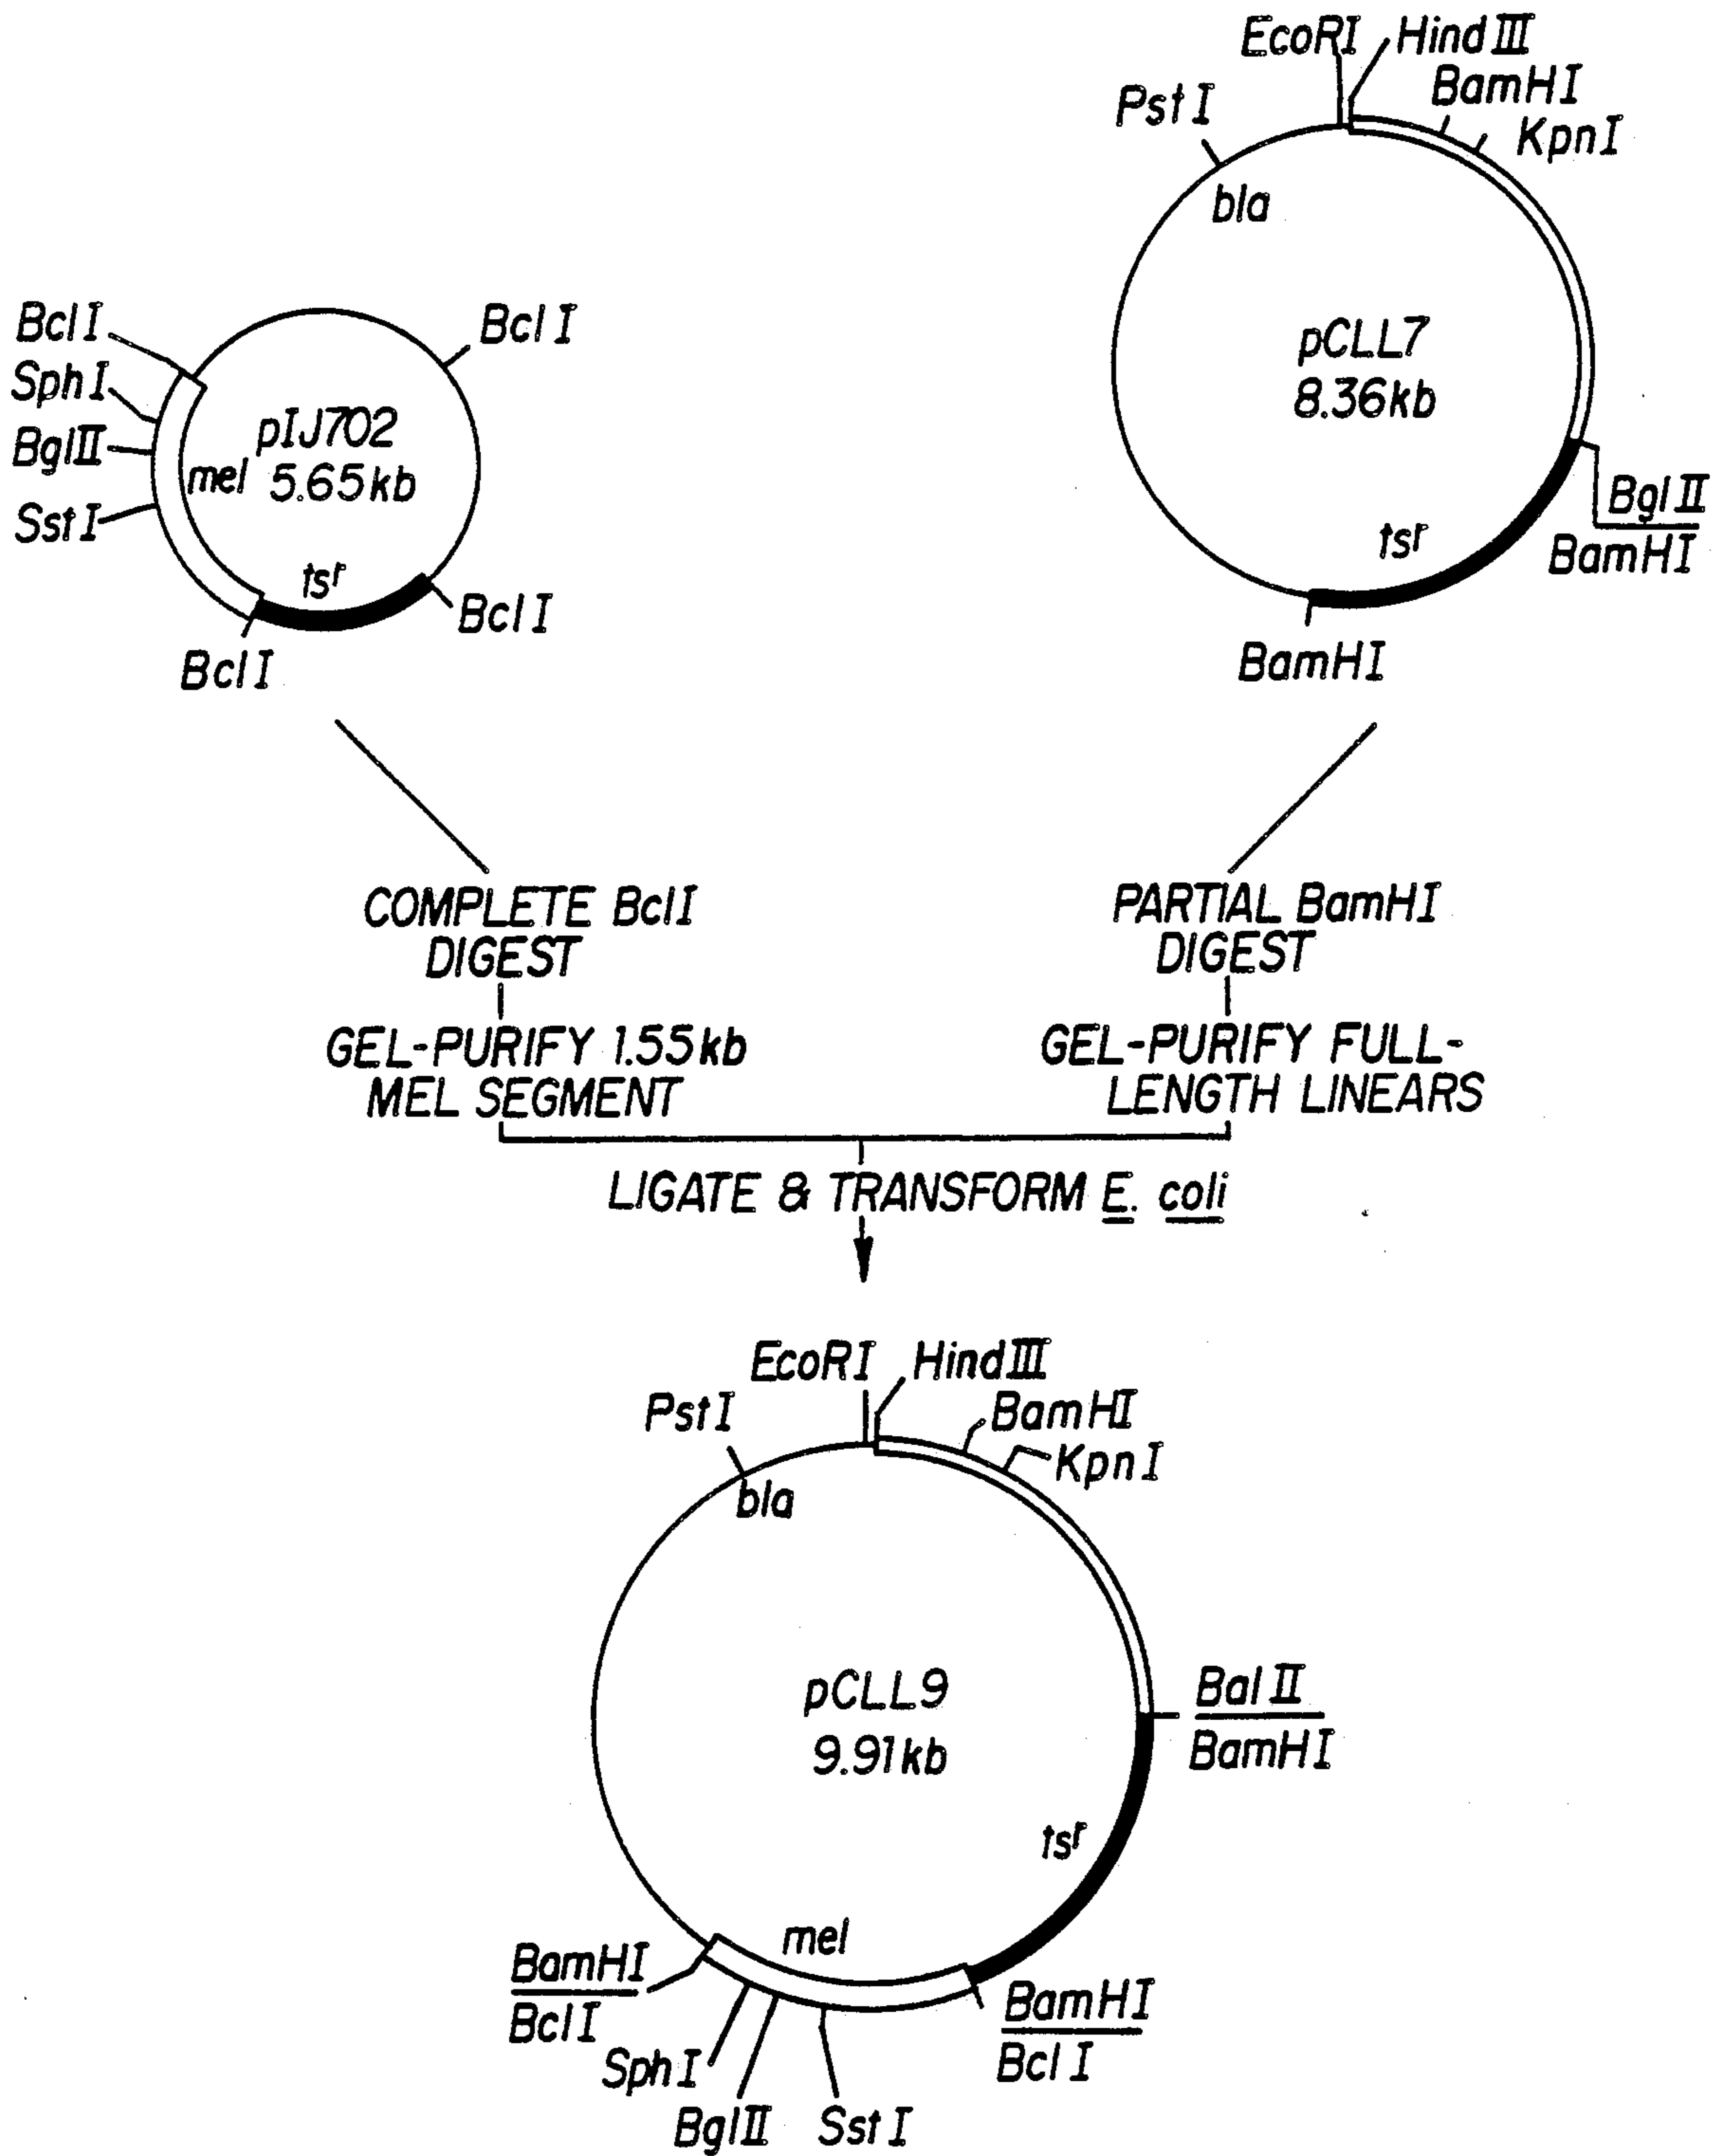 EcoRI
HindIII
BamHI
KpnI
PstI
bla
pCLL7
8.36kb
BglII
BamHI
tsr
BamHI
BclI
BclI
SphI
pIJ702
BglII
mel 5.65kb
SstI
tsr
BclI
BclI
COMPLETE BclI
DIGEST
PARTIAL BamHI
DIGEST
GEL-PURIFY 1.55kb
MEL SEGMENT
GEL-PURIFY FULL-
LENGTH LINEARS
LIGATE & TRANSFORM E. coli
EcoRI
HindIII
PstI
BamHI
KpnI
bla
pCLL9
9.91kb
BalII
BamHI
tsr
mel
BamHI
BclI
BamHI
BclI
SphI
BglII
SstI